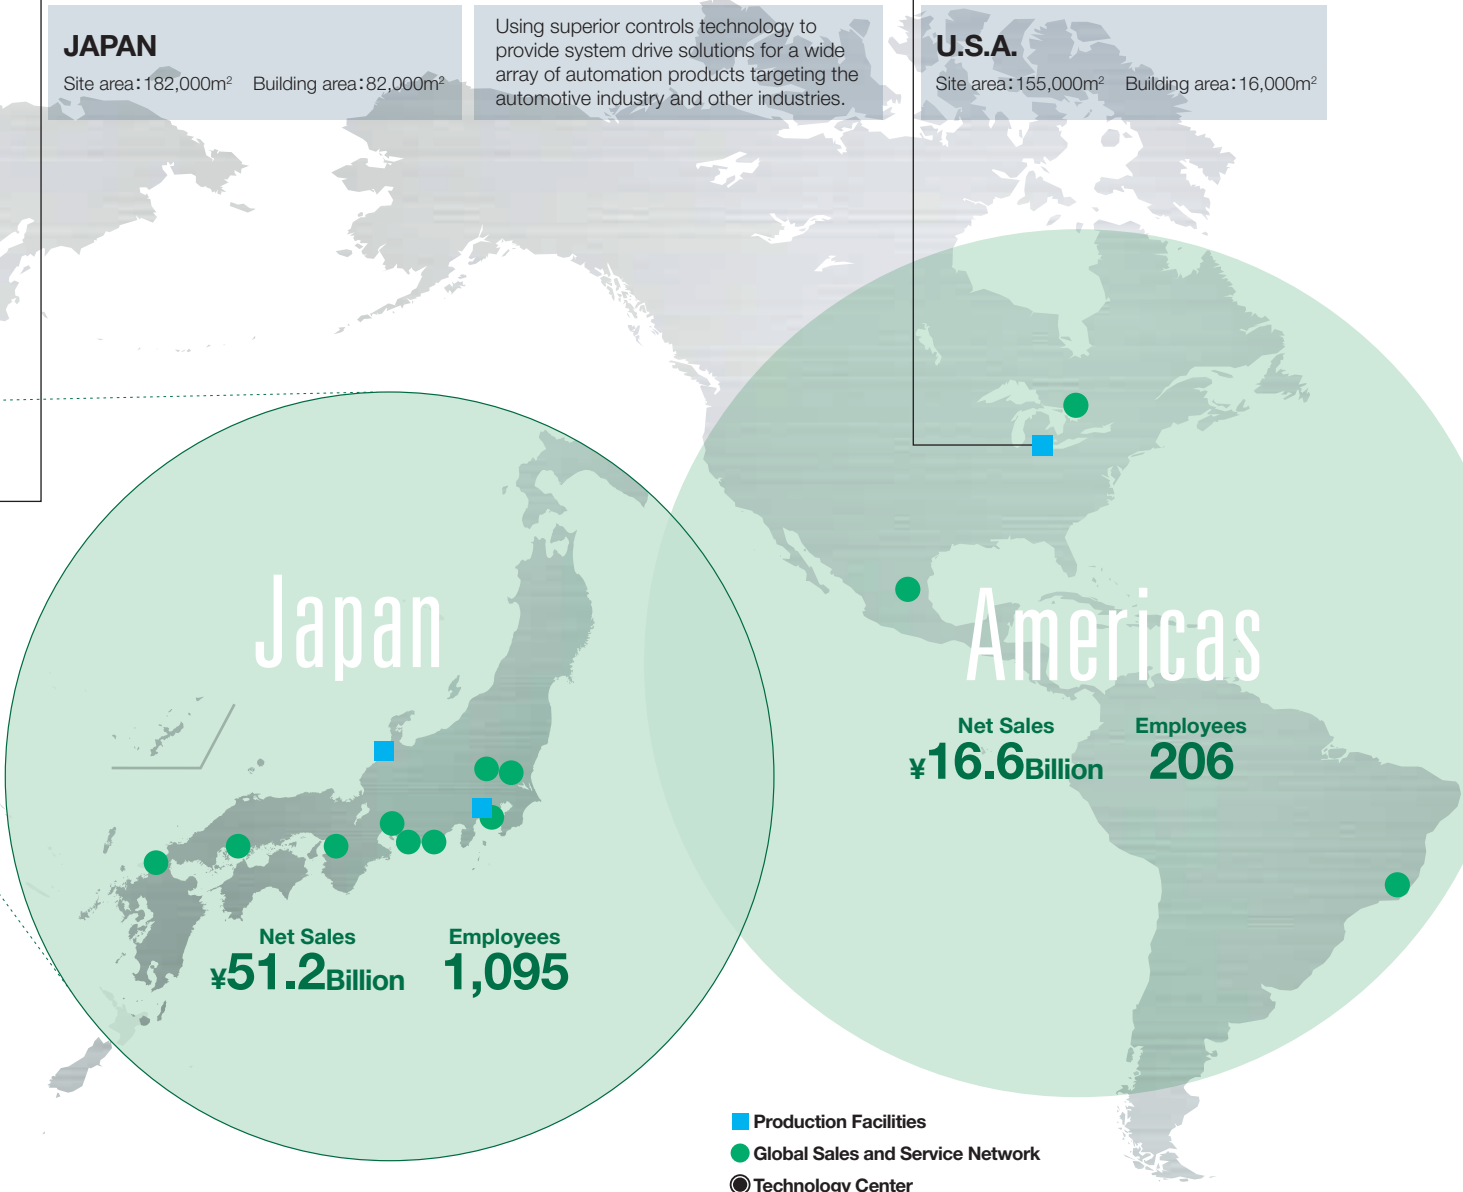 JAPAN
Site area：182,000m² Building area：82,000m²
Using superior controls technology to
provide system drive solutions for a wide
array of automation products targeting the
automotive industry and other industries.
U.S.A.
Site area：155,000m² Building area：16,000m²
Japan
Net Sales Employees
¥51.2Billion 1,095
Americas
Net Sales Employees
¥16.6Billion 206
Production Facilities
Global Sales and Service Network
Technology Center